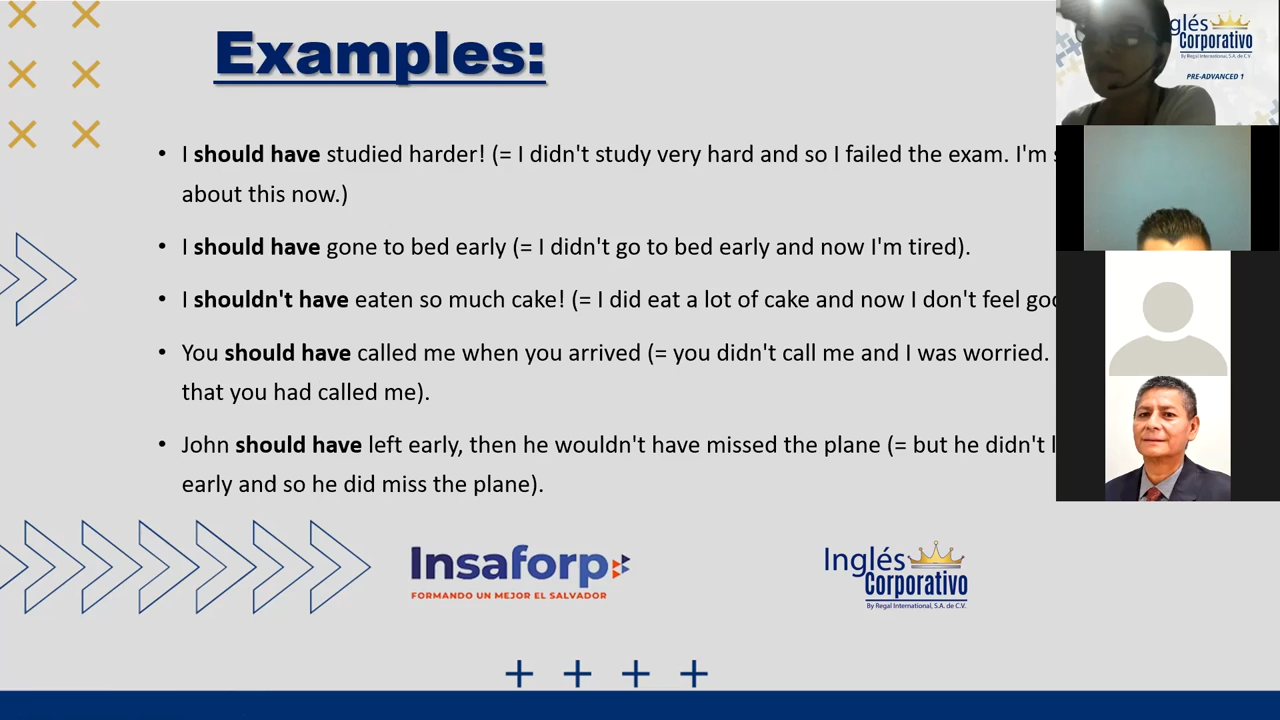 Examples:
• I should have studied harder! (= I didn't study very hard and so I failed the exam. I'm
about this now.)
• I should have gone to bed early (= I didn't go to bed early and now I'm tired).
• I shouldn't have eaten so much cake! (= I did eat a lot of cake and now I don't feel
• You should have called me when you arrived (= you didn't call me and I was worried.
that you had called me).
• John should have left early, then he wouldn't have missed the plane (= but he didn't
early and so he did miss the plane).
Insaforp
FORMANDO UN MEJOR EL SALVADOR
Inglés
Corporativo
By Regal International, S.A. de C.V.
glés
Corporativo
By Regal International, S.A. de C.V.
PRE-ADVANCED 1